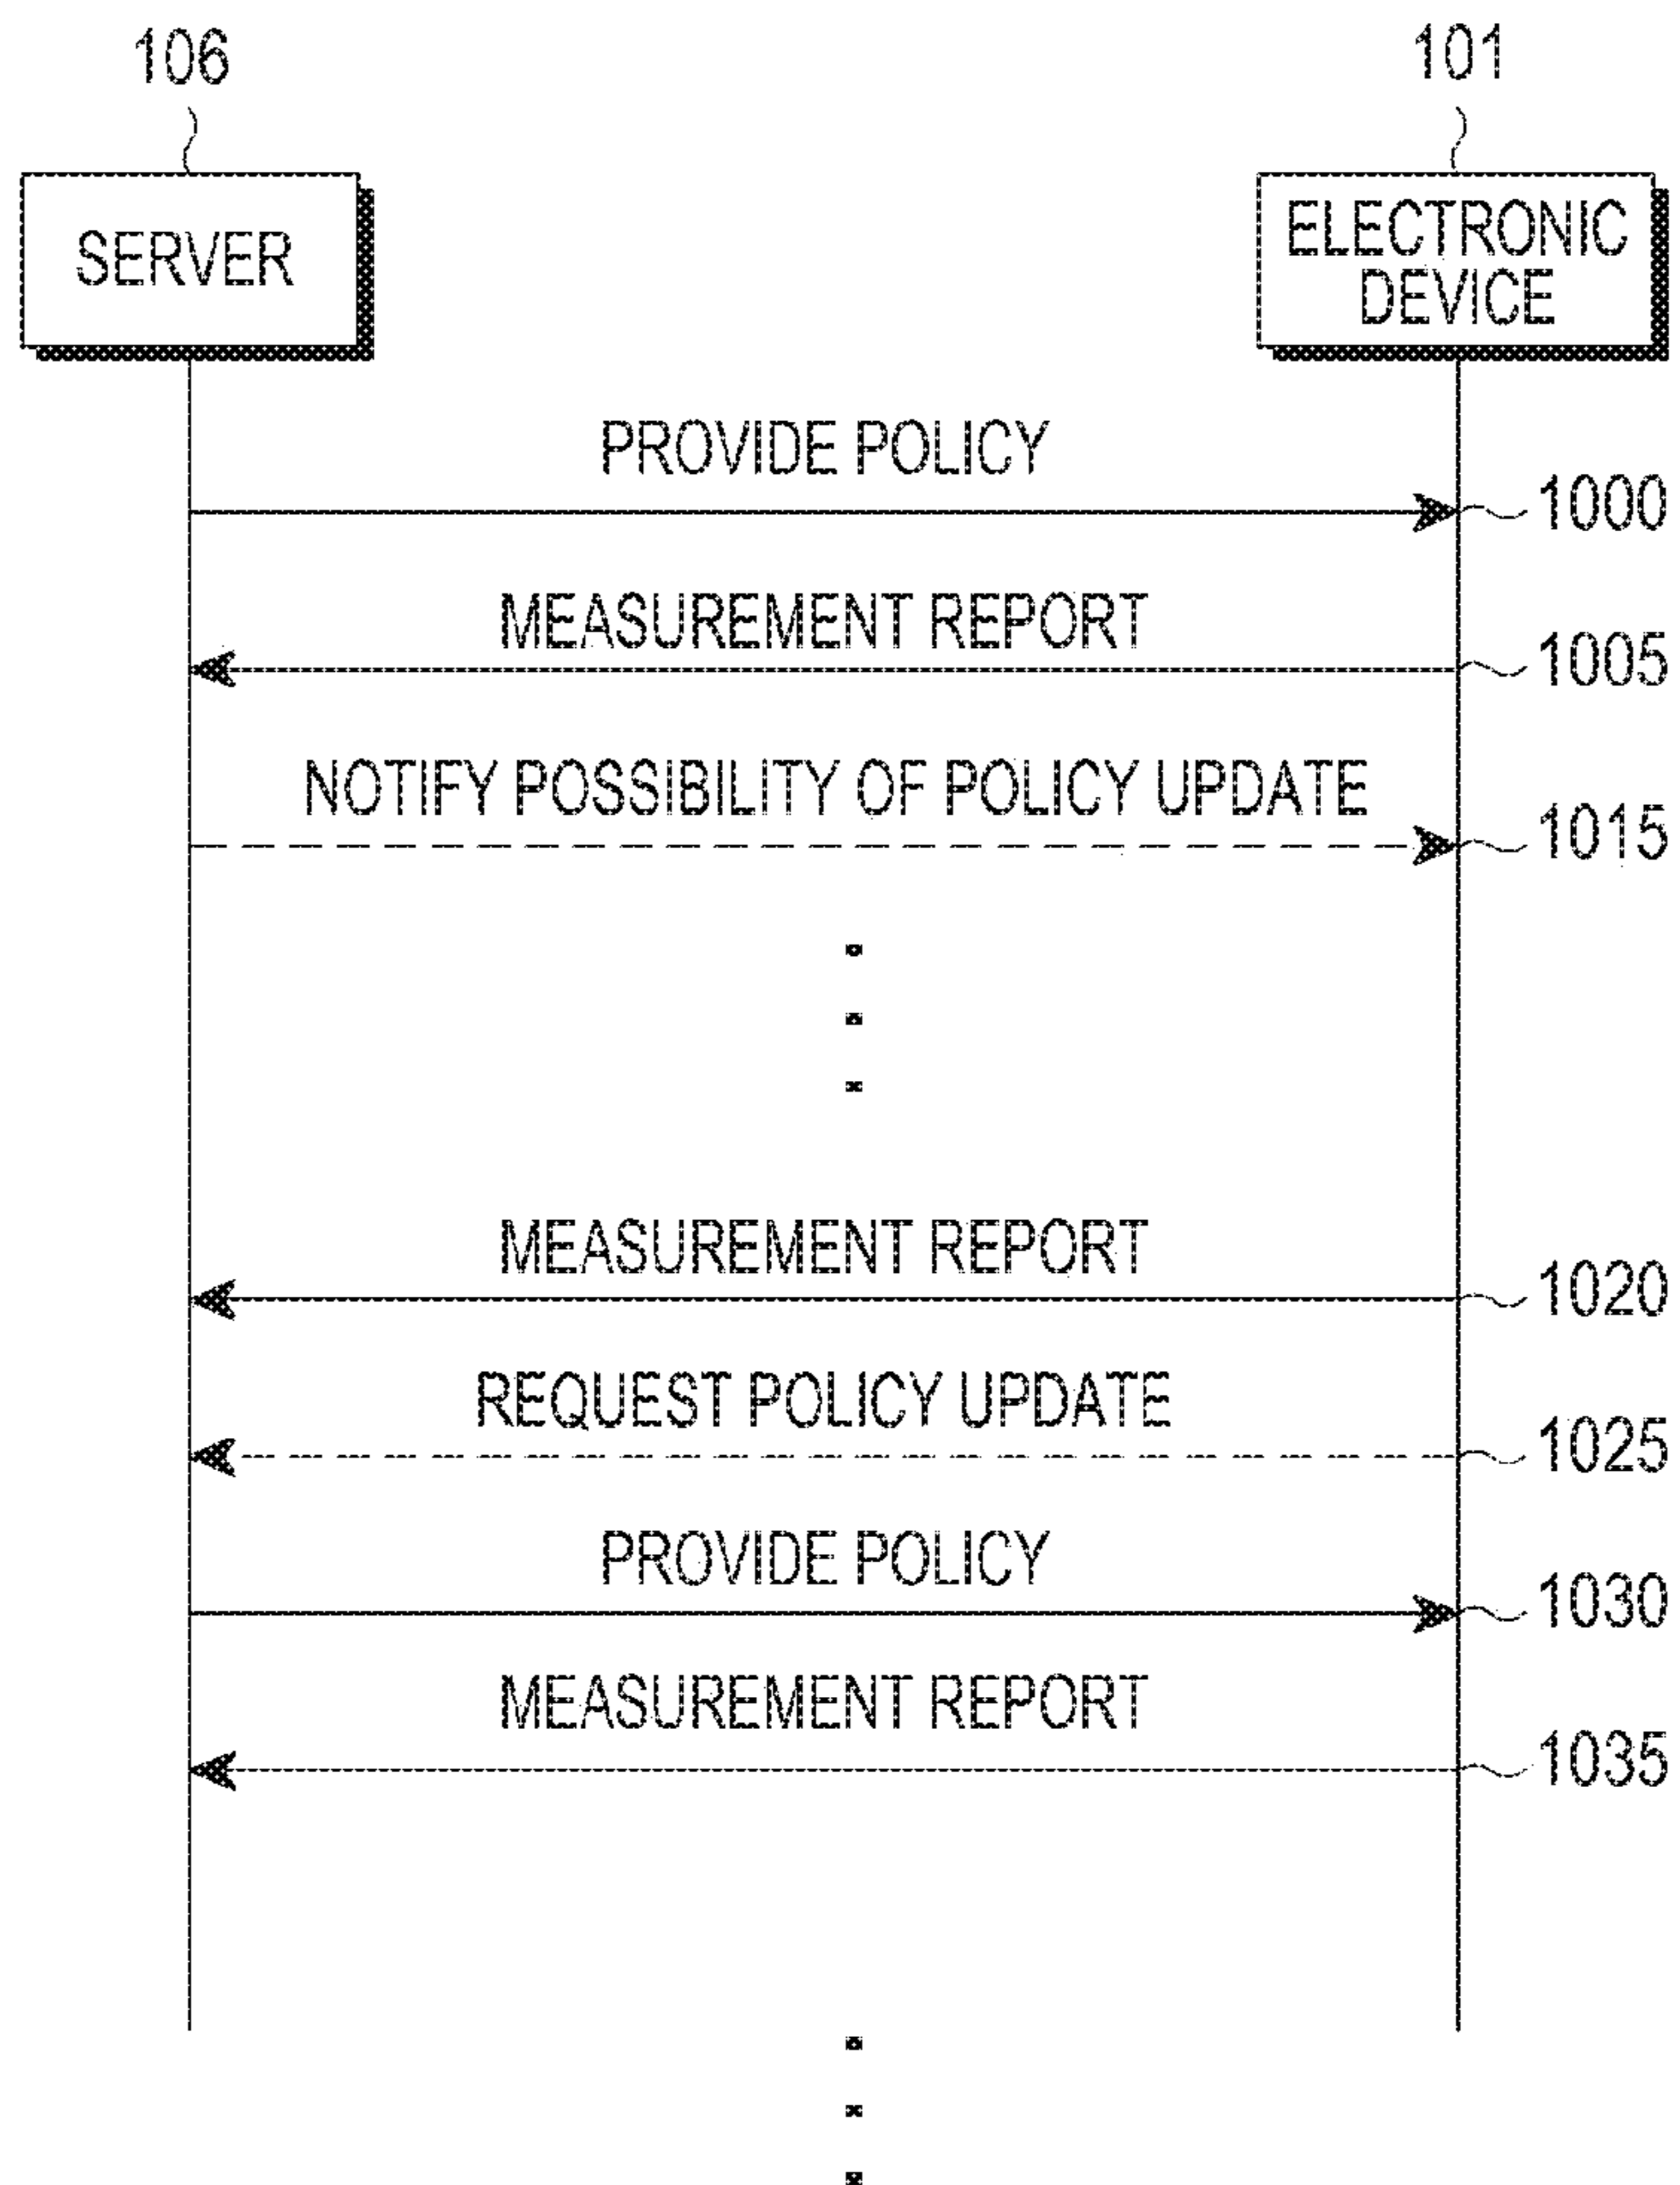 106
101
SERVER
ELECTRONIC
DEVICE
PROVIDE POLICY
1000
MEASUREMENT REPORT
1005
NOTIFY POSSIBILITY OF POLICY UPDATE
1015
MEASUREMENT REPORT
1020
REQUEST POLICY UPDATE
1025
PROVIDE POLICY
1030
MEASUREMENT REPORT
1035